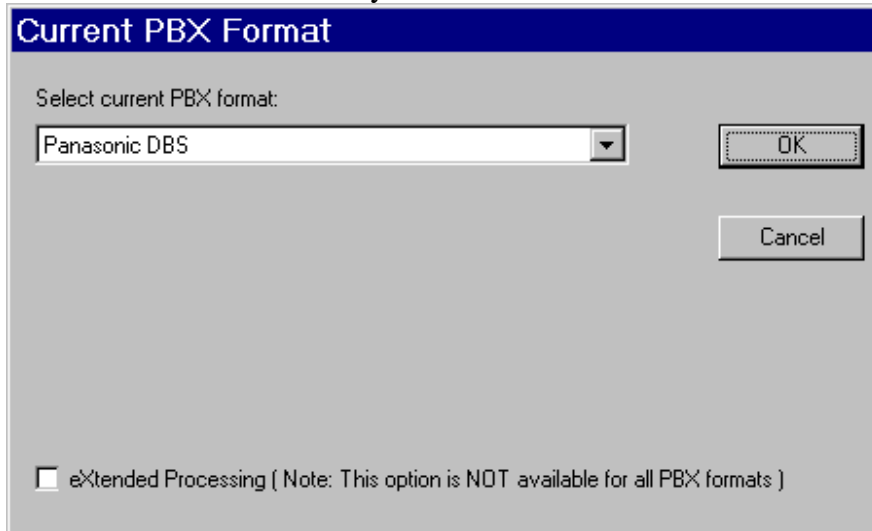 Current PBX Format
Select current PBX format:
Panasonic DBS
OK
Cancel
eXtended Processing ( Note: This option is NOT available for all PBX formats )